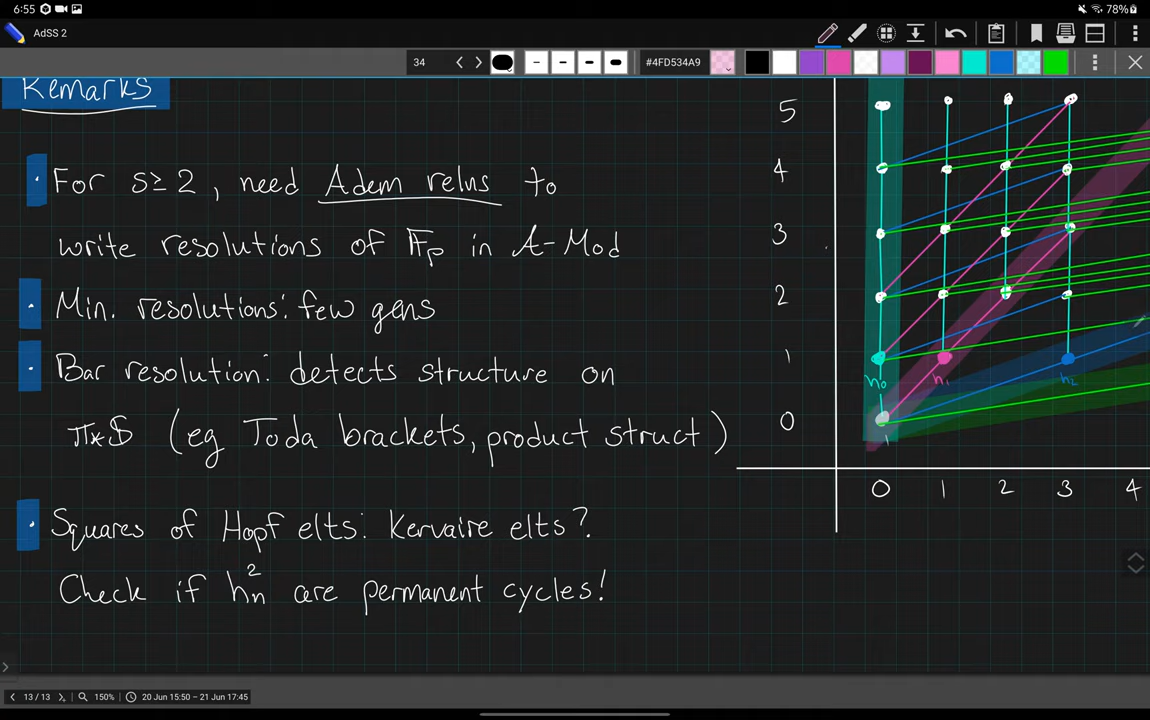 6:55
78%
AdSS 2
34
#4FD534A9
Remarks
· For s≥2, need Adem relns to
write resolutions of 𝔽p in A-Mod
· Min. resolutions: few gens
· Bar resolution: detects structure on
π*$ (eg Toda brackets, product struct)
· Squares of Hopf elts: Kervaire elts?
Check if hn² are permanent cycles!
5
4
3
2
1
0
h0
h1
h2
1
0 1 2 3 4
13 / 13
150%
20 Jun 15:50 – 21 Jun 17:45